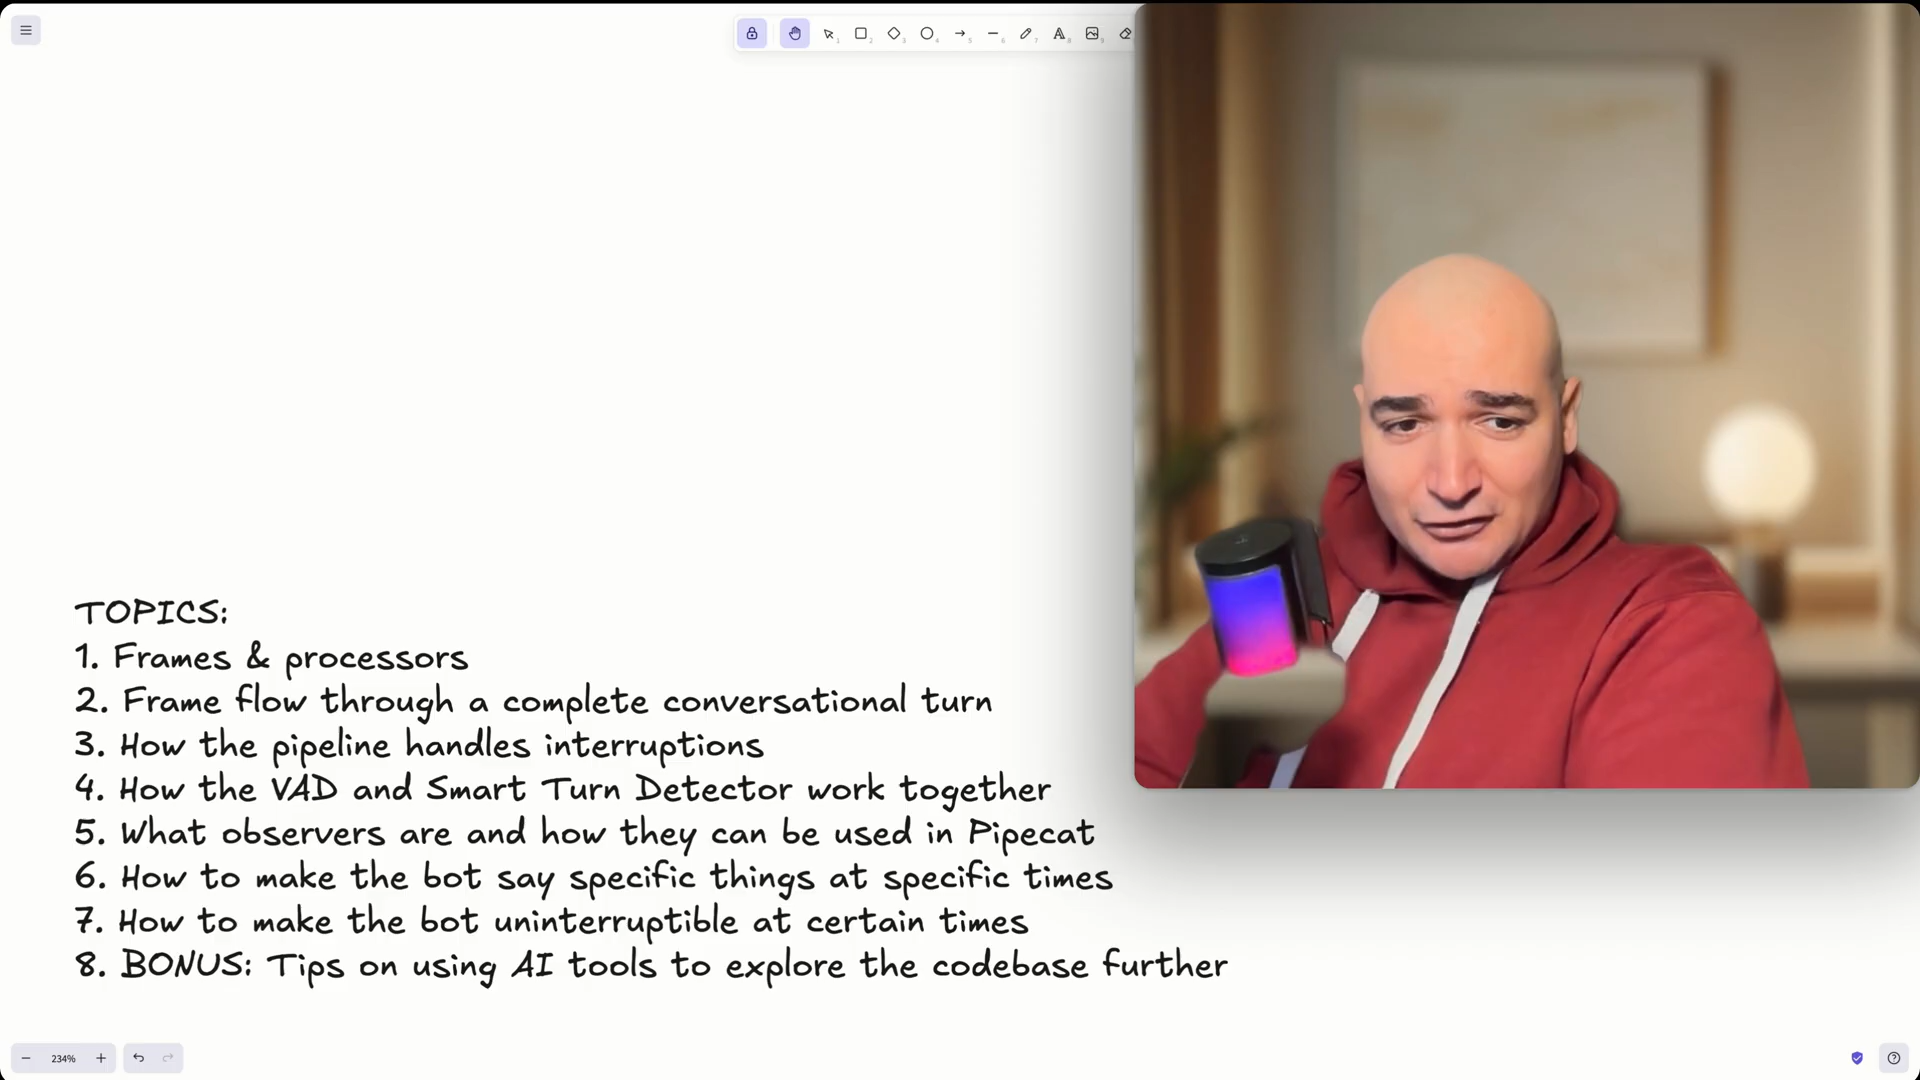 TOPICS:
1. Frames & processors
2. Frame flow through a complete conversational turn
3. How the pipeline handles interruptions
4. How the VAD and Smart Turn Detector work together
5. What observers are and how they can be used in Pipecat
6. How to make the bot say specific things at specific times
7. How to make the bot uninterruptible at certain times
8. BONUS: Tips on using AI tools to explore the codebase further
234%